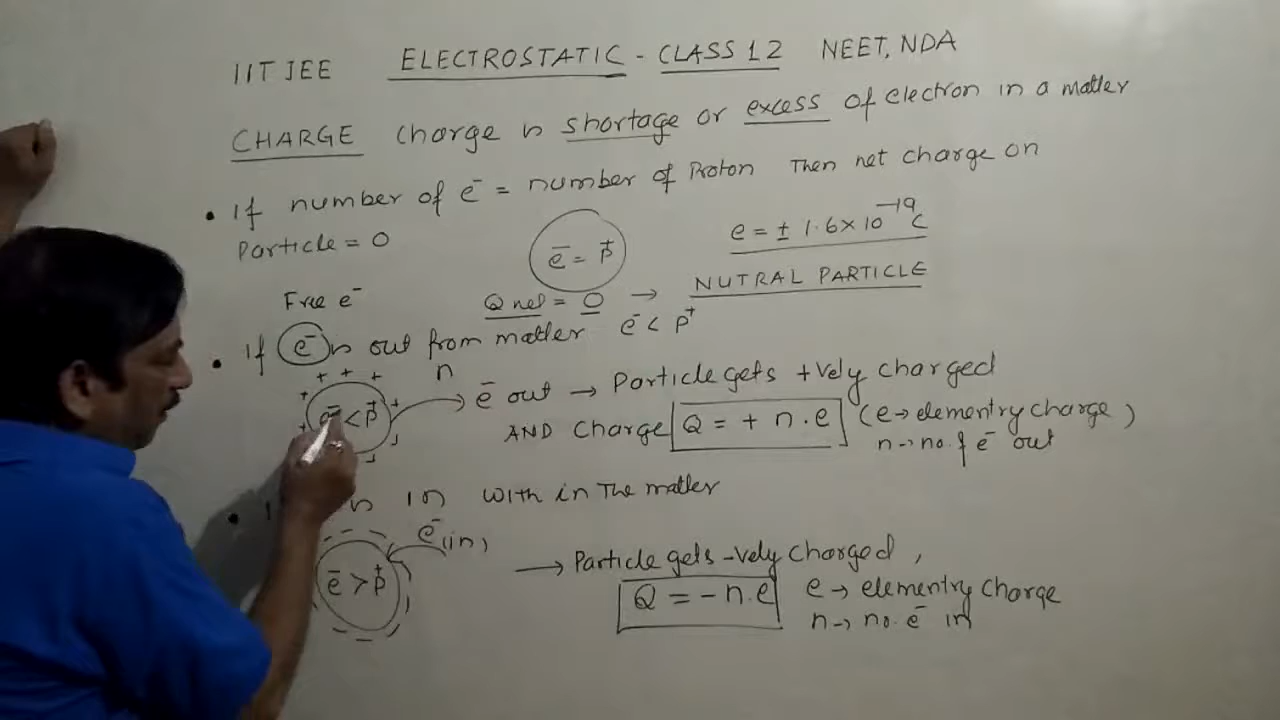 IIT JEE ELECTROSTATIC - CLASS 12 NEET, NDA
CHARGE charge is shortage or excess of electron in a matter
• If number of e⁻ = number of Proton Then net charge on
Particle = 0
e⁻ = p⁺
e = ± 1.6 × 10⁻¹⁹ C
Free e⁻
Q net = 0 → NUTRAL PARTICLE
• If e⁻ is out from matter e⁻ < p⁺
e⁻ < p⁺
n e⁻ out → Particle gets +vely charged
AND Charge Q = + n.e (e → elementry charge)
n → no. of e⁻ out
• is in with in The matter
e⁻ (in)
e⁻ > p⁺
→ Particle gets -vely charged,
Q = - n.e e → elementry charge
n → no. e⁻ in